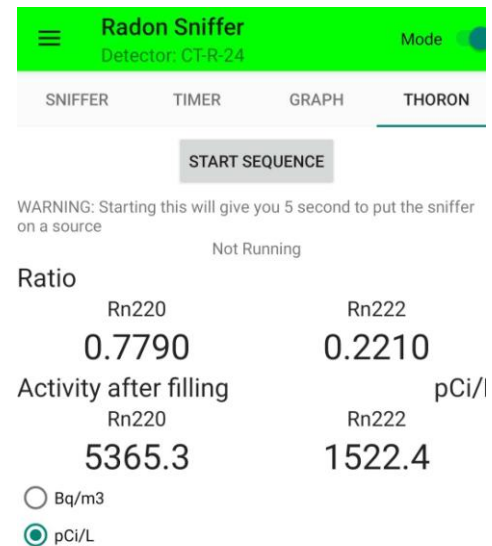 Radon Sniffer
Detector: CT-R-24
Mode
SNIFFER TIMER GRAPH THORON
START SEQUENCE
WARNING: Starting this will give you 5 second to put the sniffer
on a source
Not Running
Ratio
Rn220 Rn222
0.7790 0.2210
Activity after filling pCi/l
Rn220 Rn222
5365.3 1522.4
Bq/m3
pCi/L